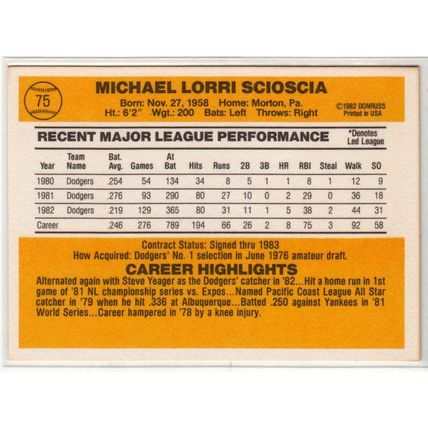 75
MICHAEL LORRI SCIOSCIA
Born: Nov. 27, 1958 Home: Morton, Pa.
Ht.: 6'2" Wgt.: 200 Bats: Left Throws: Right
©1982 DONRUSS
Printed in USA
RECENT MAJOR LEAGUE PERFORMANCE
*Denotes
Led League
Year Team Name Bat. Avg. Games At Bat Hits Runs 2B 3B HR RBI Steal Walk SO
1980 Dodgers .254 54 134 34 8 5 1 1 8 1 12 9
1981 Dodgers .276 93 290 80 27 10 0 2 29 0 36 18
1982 Dodgers .219 129 365 80 31 11 1 5 38 2 44 31
Career .246 276 789 194 66 26 2 8 75 3 92 58
Contract Status: Signed thru 1983
How Acquired: Dodgers' No. 1 selection in June 1976 amateur draft.
CAREER HIGHLIGHTS
Alternated again with Steve Yeager as the Dodgers' catcher in '82...Hit a home run in 1st
game of '81 NL championship series vs. Expos...Named Pacific Coast League All Star
catcher in '79 when he hit .336 at Albuquerque...Batted .250 against Yankees in '81
World Series...Career hampered in '78 by a knee injury.